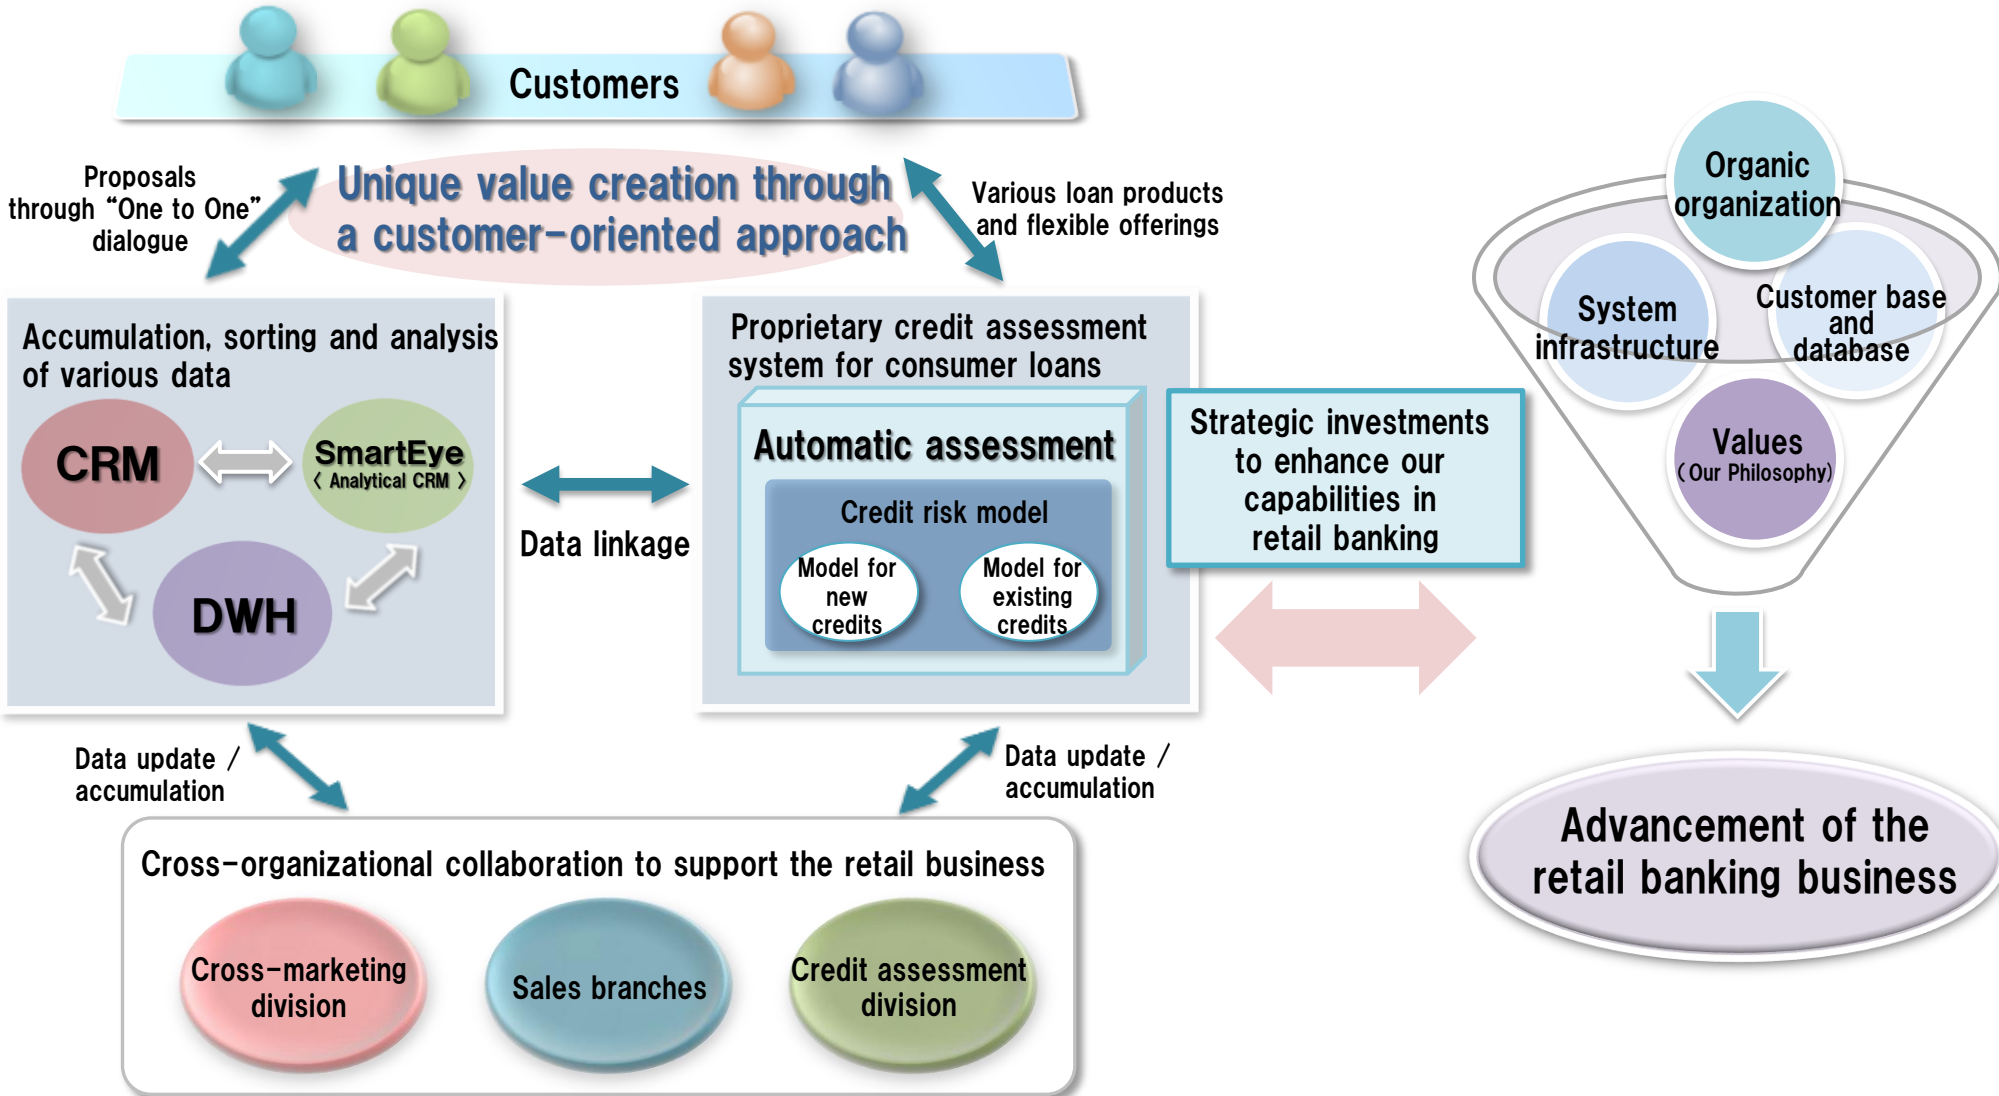 Customers
Proposals
through “One to One”
dialogue
Unique value creation through
a customer-oriented approach
Various loan products
and flexible offerings
Accumulation, sorting and analysis
of various data
CRM
SmartEye
〈 Analytical CRM 〉
DWH
Data linkage
Proprietary credit assessment
system for consumer loans
Automatic assessment
Credit risk model
Model for
new
credits
Model for
existing
credits
Strategic investments
to enhance our
capabilities in
retail banking
Organic
organization
System
infrastructure
Customer base
and
database
Values
(Our Philosophy)
Data update /
accumulation
Data update /
accumulation
Cross-organizational collaboration to support the retail business
Cross-marketing
division
Sales branches
Credit assessment
division
Advancement of the
retail banking business